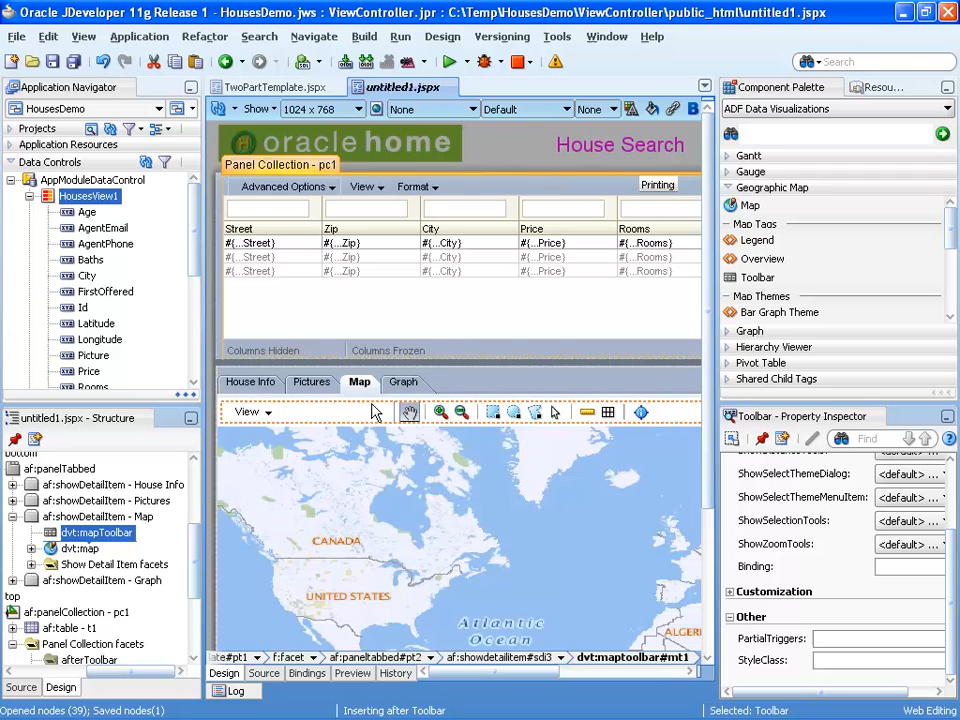 Oracle JDeveloper 11g Release 1 - HousesDemo.jws : ViewController.jpr : C:\Temp\HousesDemo\ViewController\public_html\untitled1.jspx
File Edit View Application Refactor Search Navigate Build Run Design Versioning Tools Window Help
Search
Application Navigator
HousesDemo
Projects
Application Resources
Data Controls
AppModuleDataControl
HousesView1
Age
AgentEmail
AgentPhone
Baths
City
FirstOffered
Id
Latitude
Longitude
Picture
Price
Rooms
untitled1.jspx - Structure
bottom
af:panelTabbed
af:showDetailItem - House Info
af:showDetailItem - Pictures
af:showDetailItem - Map
dvt:mapToolbar
dvt:map
Show Detail Item facets
af:showDetailItem - Graph
top
af:panelCollection - pc1
af:table - t1
Panel Collection facets
afterToolbar
Source Design
TwoPartTemplate.jspx untitled1.jspx
Show 1024 x 768 None Default None
oracle home
House Search
Panel Collection - pc1
Advanced Options View Format Printing
Street Zip City Price Rooms
#{...Street} #{...Zip} #{...City} #{...Price} #{...Rooms}
#{...Street} #{...Zip} #{...City} #{...Price} #{...Rooms}
#{...Street} #{...Zip} #{...City} #{...Price} #{...Rooms}
Columns Hidden Columns Frozen
House Info Pictures Map Graph
View
CANADA
UNITED STATES
Atlantic
Ocean
ALGERI
late#pt1 f:facet af:paneltabbed#pt2 af:showdetailitem#sdi3 dvt:maptoolbar#mt1
Design Source Bindings Preview History
Log
Component Palette Resou...
ADF Data Visualizations
Gantt
Gauge
Geographic Map
Map
Map Tags
Legend
Overview
Toolbar
Map Themes
Bar Graph Theme
Graph
Hierarchy Viewer
Pivot Table
Shared Child Tags
Toolbar - Property Inspector
Find
<default> ...
ShowSelectThemeDialog: <default> ...
ShowSelectThemeMenuItem: <default> ...
ShowSelectionTools: <default> ...
ShowZoomTools: <default> ...
Binding:
Customization
Other
PartialTriggers:
StyleClass:
Opened nodes (39); Saved nodes(1) Inserting after Toolbar Selected: Toolbar Web Editing